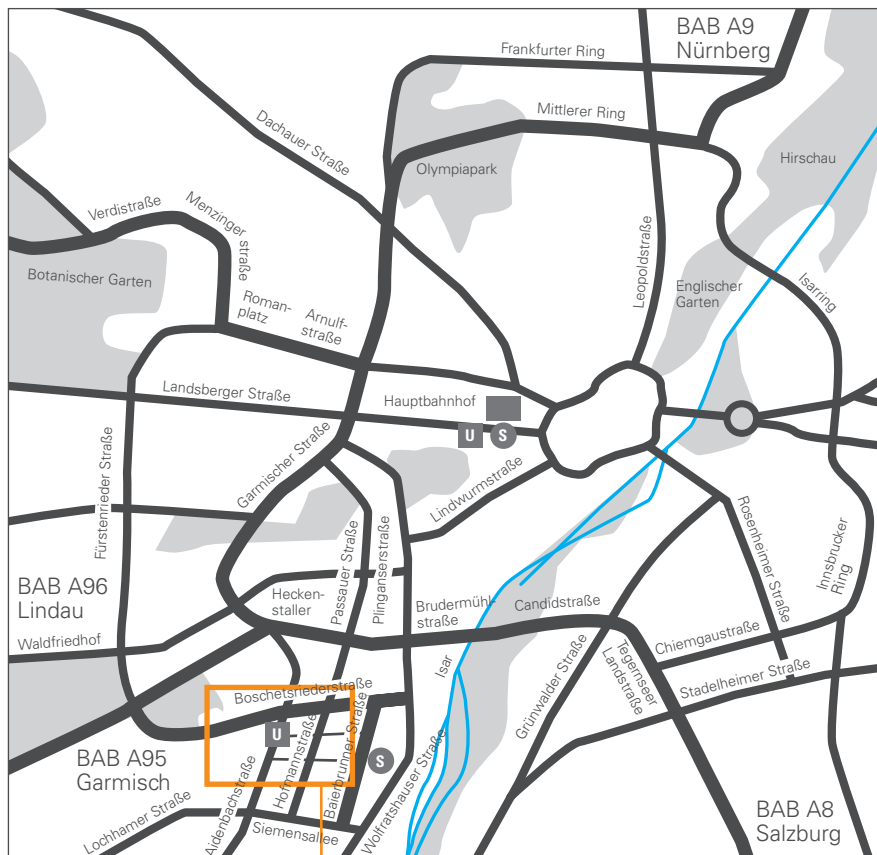 BAB A9
Nürnberg
Frankfurter Ring
Mittlerer Ring
Dachauer Straße
Olympiapark
Hirschau
Verdistraße
Menzinger
straße
Botanischer Garten
Leopoldstraße
Englischer
Garten
Isarring
Roman-
platz
Arnulf-
straße
Landsberger Straße
Hauptbahnhof
U
S
Fürstenrieder Straße
Garmischer Straße
Lindwurmstraße
Passauer Straße
Plinganserstraße
Rosenheimer Straße
Innsbrucker
Ring
BAB A96
Lindau
Hecken-
staller
Brudermühl-
straße
Candidstraße
Waldfriedhof
Isar
Grünwalder Straße
Tegernseer
Landstraße
Chiemgaustraße
Stadelheimer Straße
Boschetsriederstraße
U
S
BAB A95
Garmisch
Aidenbachstraße
Hofmannstraße
Baierbrunner Straße
Wolfratshauser Straße
Lochhamer Straße
Siemensallee
BAB A8
Salzburg